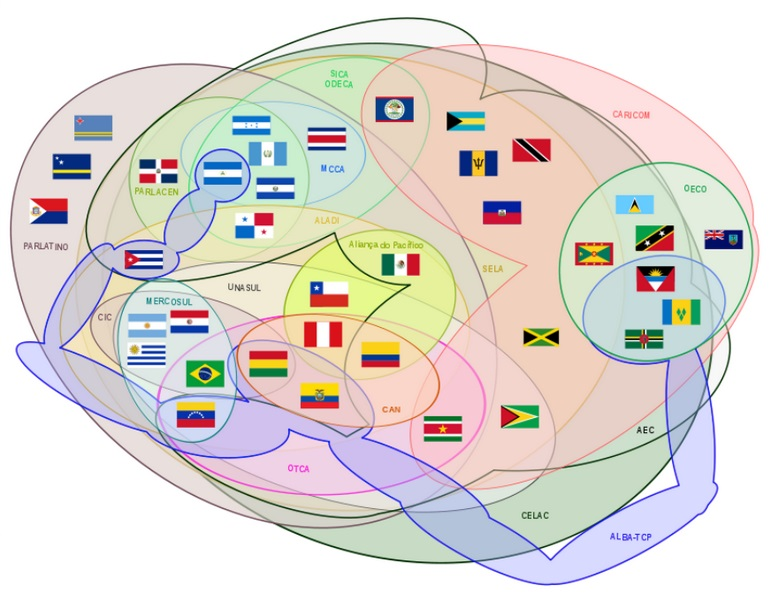 SICA
ODECA
CARICOM
MCCA
OECO
PARLACEN
ALADI
PARLATINO
Aliança do Pacífico
SELA
UNASUL
MERCOSUL
CIC
CAN
AEC
OTCA
CELAC
ALBA-TCP